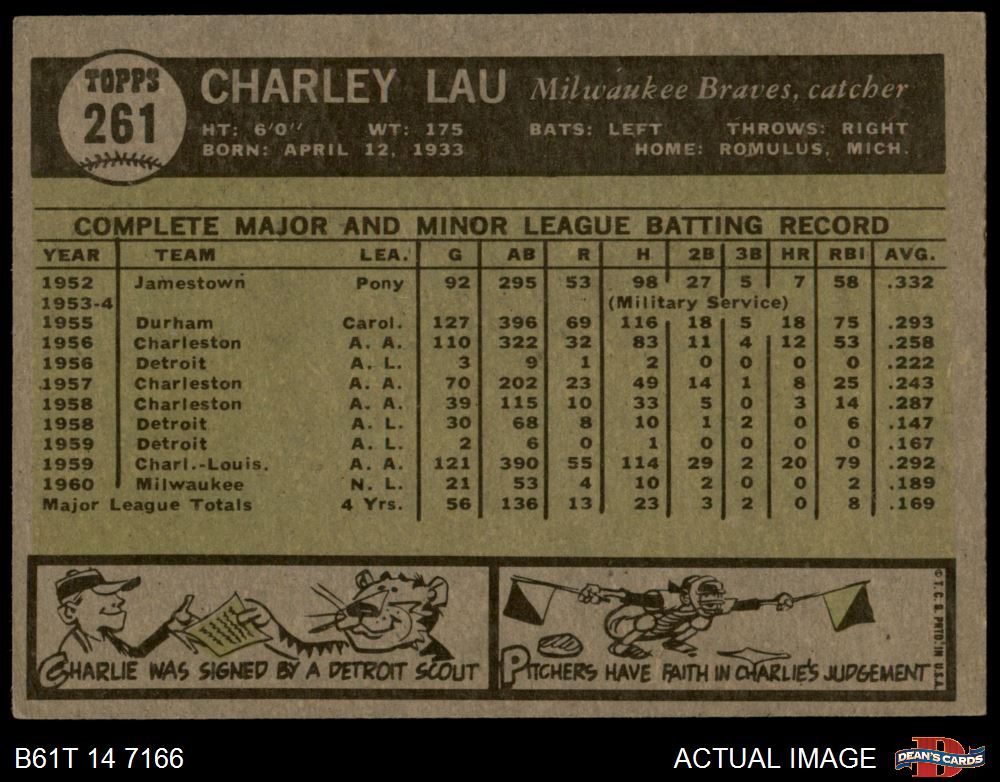 TOPPS
261
CHARLEY LAU Milwaukee Braves, catcher
HT: 6'0" WT: 175 BATS: LEFT THROWS: RIGHT
BORN: APRIL 12, 1933 HOME: ROMULUS, MICH.
COMPLETE MAJOR AND MINOR LEAGUE BATTING RECORD
YEAR TEAM LEA. G AB R H 2B 3B HR RBI AVG.
1952 Jamestown Pony 92 295 53 98 27 5 7 58 .332
1953-4 (Military Service)
1955 Durham Carol. 127 396 69 116 18 5 18 75 .293
1956 Charleston A. A. 110 322 32 83 11 4 12 53 .258
1956 Detroit A. L. 3 9 1 2 0 0 0 0 .222
1957 Charleston A. A. 70 202 23 49 14 1 8 25 .243
1958 Charleston A. A. 39 115 10 33 5 0 3 14 .287
1958 Detroit A. L. 30 68 8 10 1 2 0 6 .147
1959 Detroit A. L. 2 6 0 1 0 0 0 0 .167
1959 Charl.-Louis. A. A. 121 390 55 114 29 2 20 79 .292
1960 Milwaukee N. L. 21 53 4 10 2 0 0 2 .189
Major League Totals 4 Yrs. 56 136 13 23 3 2 0 8 .169
CHARLIE WAS SIGNED BY A DETROIT SCOUT
PITCHERS HAVE FAITH IN CHARLIE'S JUDGEMENT
© T. C. G. PRTD. IN U.S.A.
B61T 14 7166 ACTUAL IMAGE
D
DEAN'S CARDS